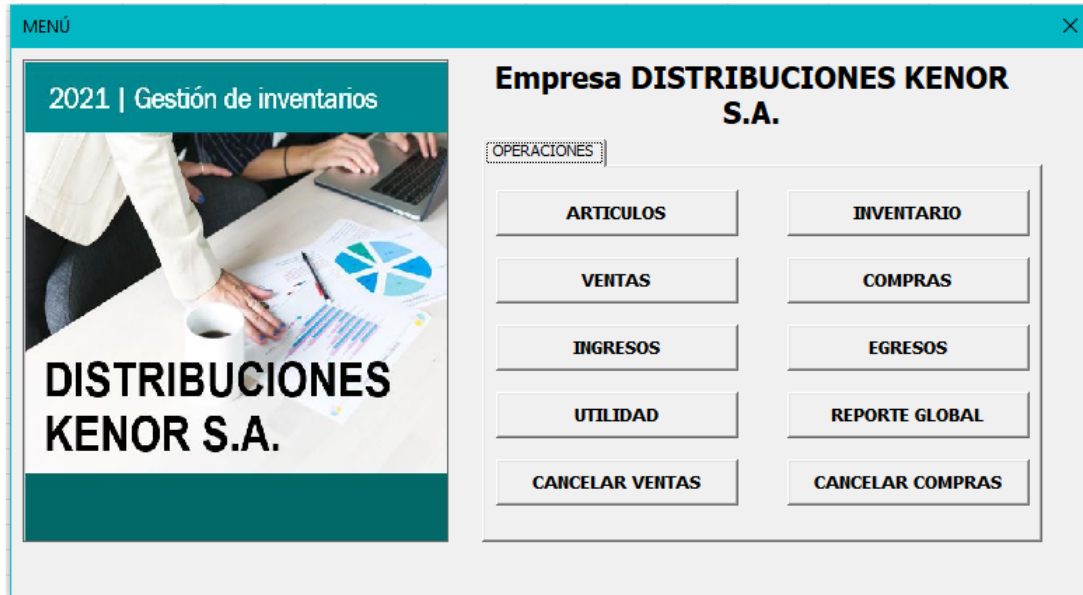 MENÚ
2021 | Gestión de inventarios
DISTRIBUCIONES
KENOR S.A.
Empresa DISTRIBUCIONES KENOR
S.A.
OPERACIONES
ARTICULOS
INVENTARIO
VENTAS
COMPRAS
INGRESOS
EGRESOS
UTILIDAD
REPORTE GLOBAL
CANCELAR VENTAS
CANCELAR COMPRAS